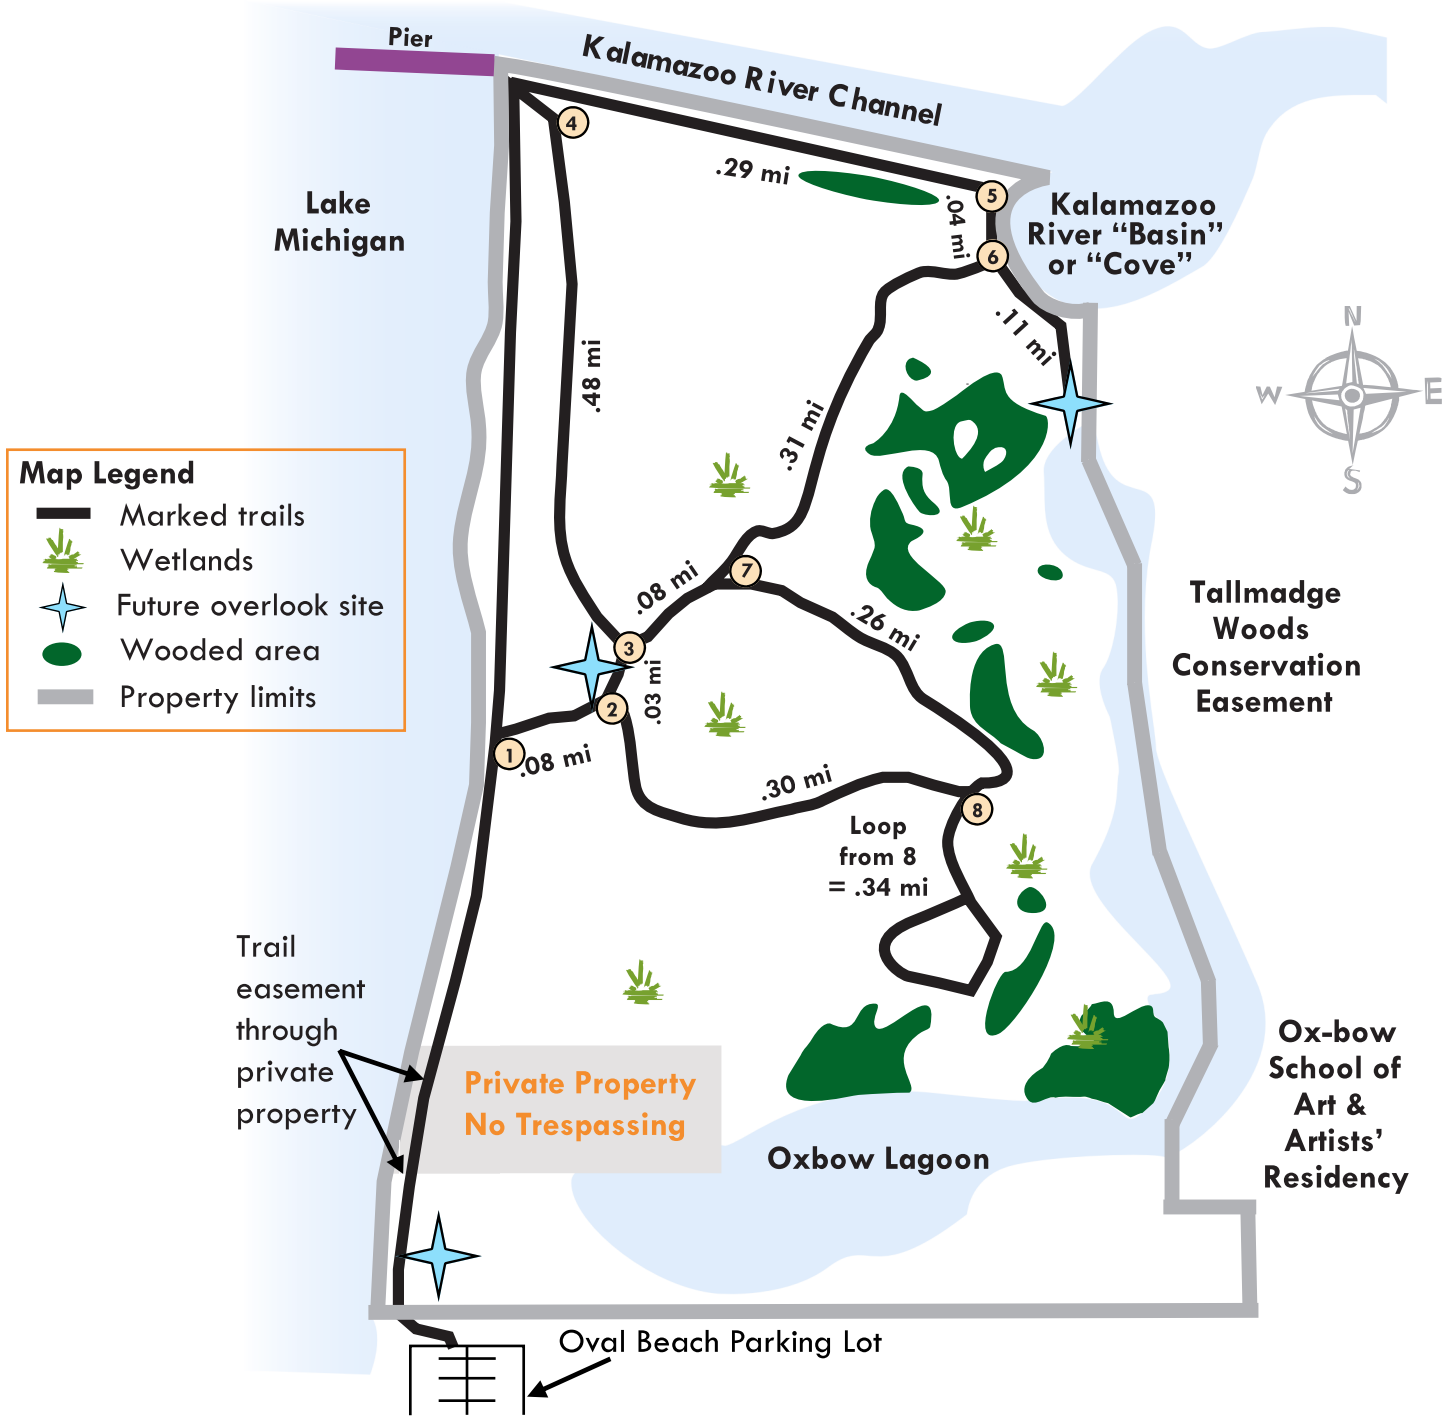 Pier
Kalamazoo River Channel
4
.29 mi
5
.04 mi
6
Lake
Michigan
Kalamazoo
River “Basin”
or “Cove”
.11 mi
N
W
E
S
.48 mi
.31 mi
Map Legend
Marked trails
Wetlands
Future overlook site
Wooded area
Property limits
7
.08 mi
.26 mi
3
.03 mi
2
1
.08 mi
Tallmadge
Woods
Conservation
Easement
.30 mi
8
Loop
from 8
= .34 mi
Trail
easement
through
private
property
Private Property
No Trespassing
Oxbow Lagoon
Ox-bow
School of
Art &
Artists’
Residency
Oval Beach Parking Lot